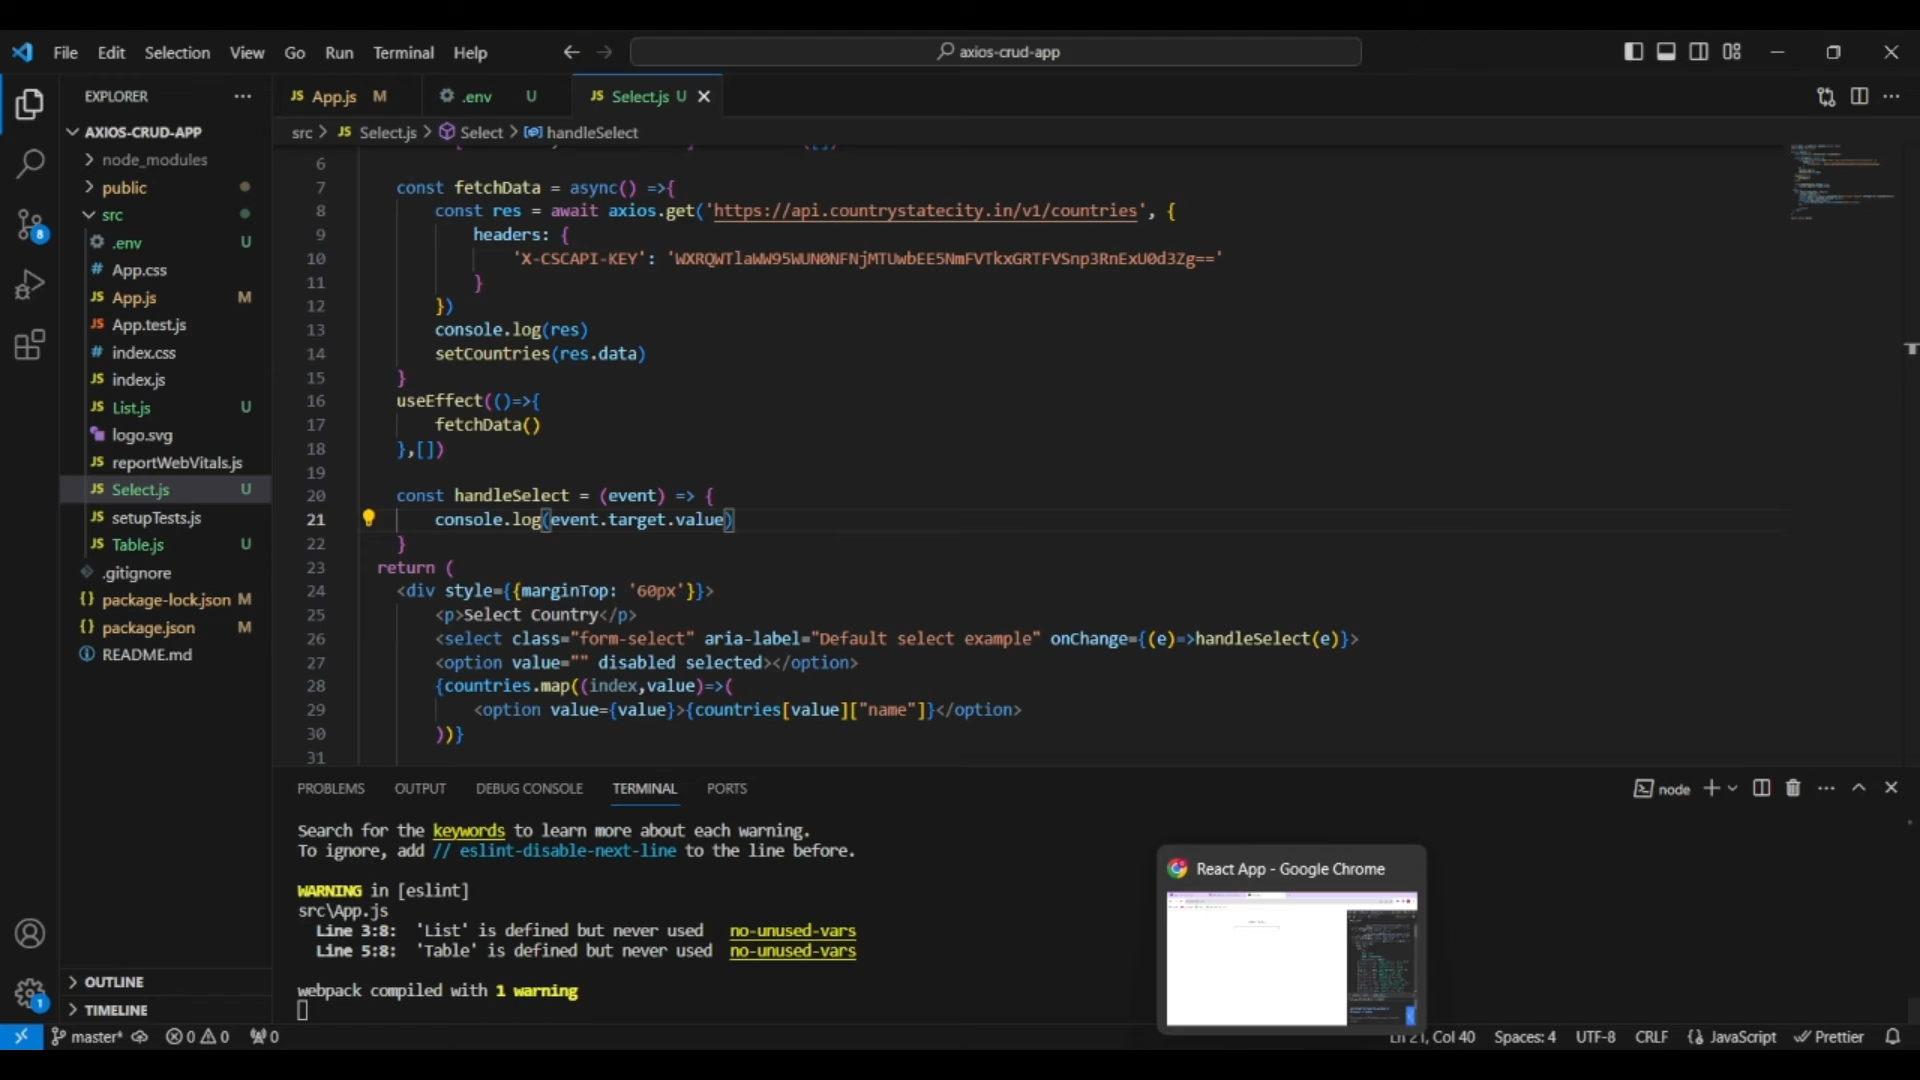 File Edit Selection View Go Run Terminal Help
axios-crud-app
EXPLORER
AXIOS-CRUD-APP
node_modules
public
src
.env U
App.css
App.js M
App.test.js
index.css
index.js
List.js U
logo.svg
reportWebVitals.js
Select.js U
setupTests.js
Table.js U
.gitignore
package-lock.json M
package.json M
README.md
OUTLINE
TIMELINE
JS App.js M
.env U
JS Select.js U
src > JS Select.js > Select > handleSelect
6
7 const fetchData = async() =>{
8 const res = await axios.get('https://api.countrystatecity.in/v1/countries', {
9 headers: {
10 'X-CSCAPI-KEY': 'WXRQWTlaWW95WUN0NFNjMTUwbEE5NmFVTkxGRTFVSnp3RnExU0d3Zg=='
11 }
12 })
13 console.log(res)
14 setCountries(res.data)
15 }
16 useEffect(()=>{
17 fetchData()
18 },[])
19
20 const handleSelect = (event) => {
21 console.log(event.target.value)
22 }
23 return (
24 <div style={{marginTop: '60px'}}>
25 <p>Select Country</p>
26 <select class="form-select" aria-label="Default select example" onChange={(e)=>handleSelect(e)}>
27 <option value="" disabled selected></option>
28 {countries.map((index,value)=>(
29 <option value={value}>{countries[value]["name"]}</option>
30 ))}
31
PROBLEMS OUTPUT DEBUG CONSOLE TERMINAL PORTS
node
Search for the keywords to learn more about each warning.
To ignore, add // eslint-disable-next-line to the line before.
WARNING in [eslint]
src\App.js
Line 3:8: 'List' is defined but never used no-unused-vars
Line 5:8: 'Table' is defined but never used no-unused-vars
webpack compiled with 1 warning
React App - Google Chrome
8
1
master* 0 0 0
Ln 21, Col 40 Spaces: 4 UTF-8 CRLF JavaScript Prettier